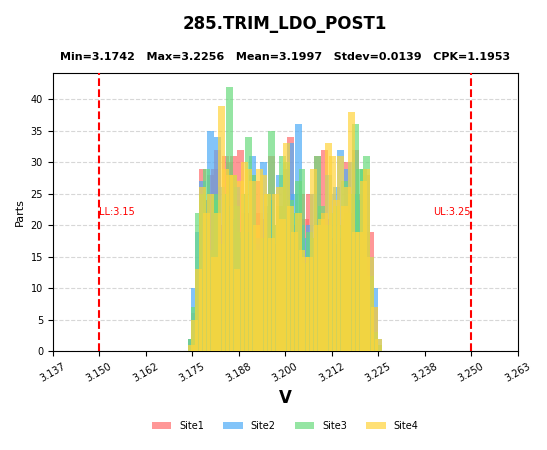 285.TRIM_LDO_POST1
Min=3.1742 Max=3.2256 Mean=3.1997 Stdev=0.0139 CPK=1.1953
40
35
30
25
20
15
10
5
0
Parts
LL:3.15
UL:3.25
3.137 3.150 3.162 3.175 3.188 3.200 3.212 3.225 3.238 3.250 3.263
V
Site1 Site2 Site3 Site4